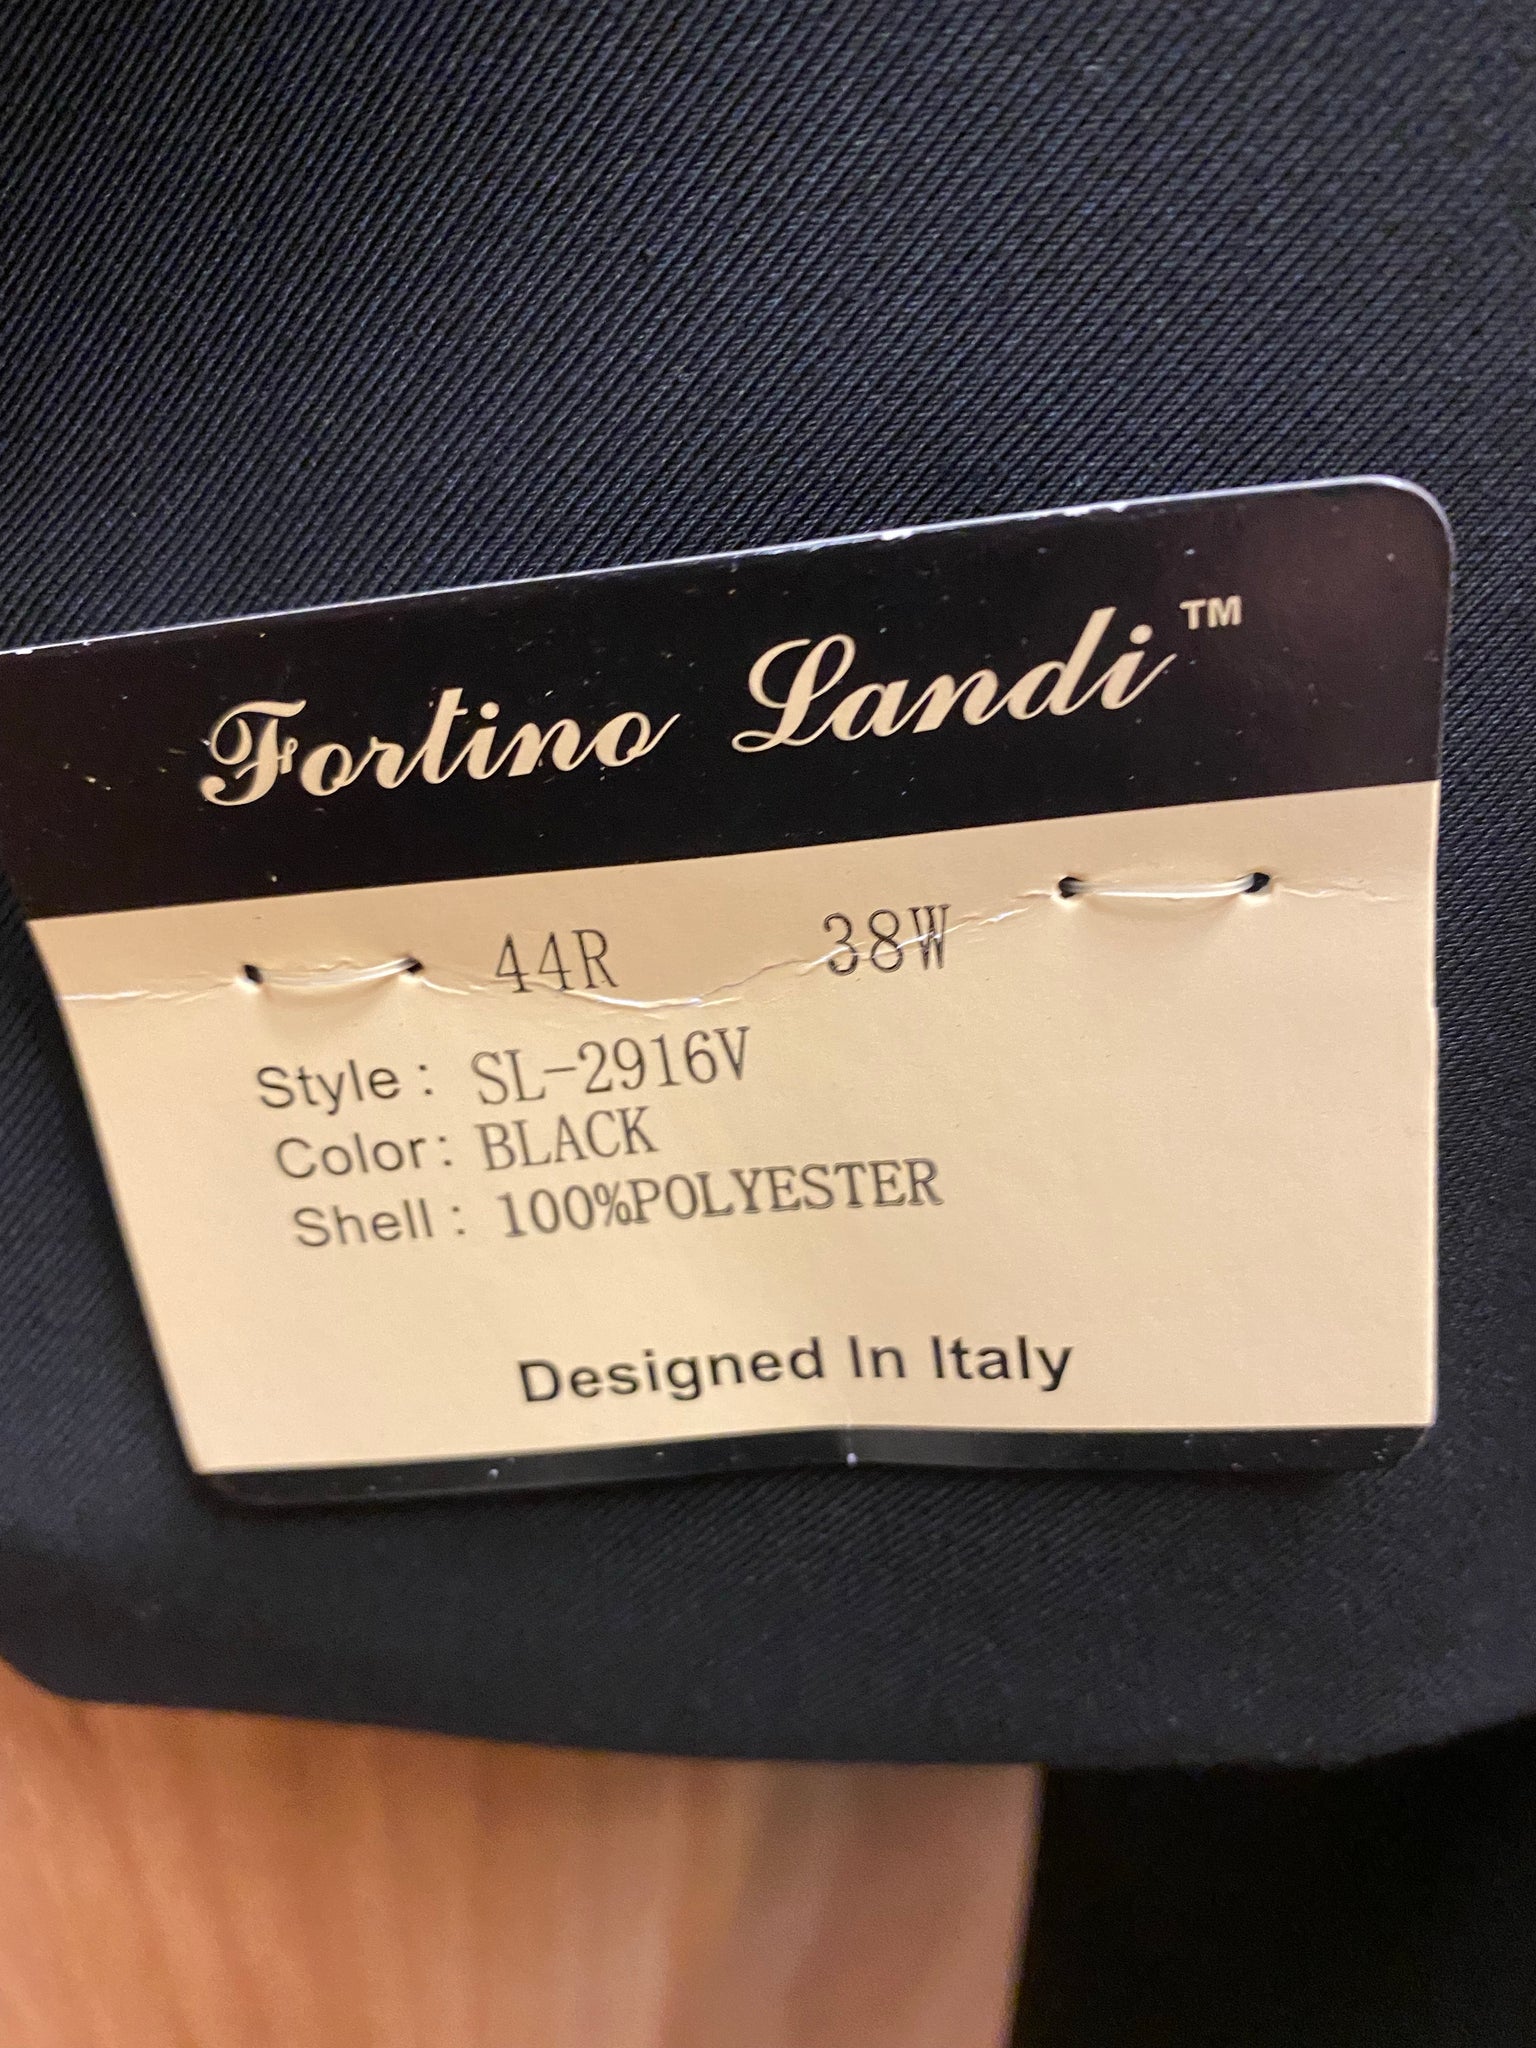 Fortino Landi™
44R 38W
Style: SL-2916V
Color: BLACK
Shell: 100%POLYESTER
Designed In Italy